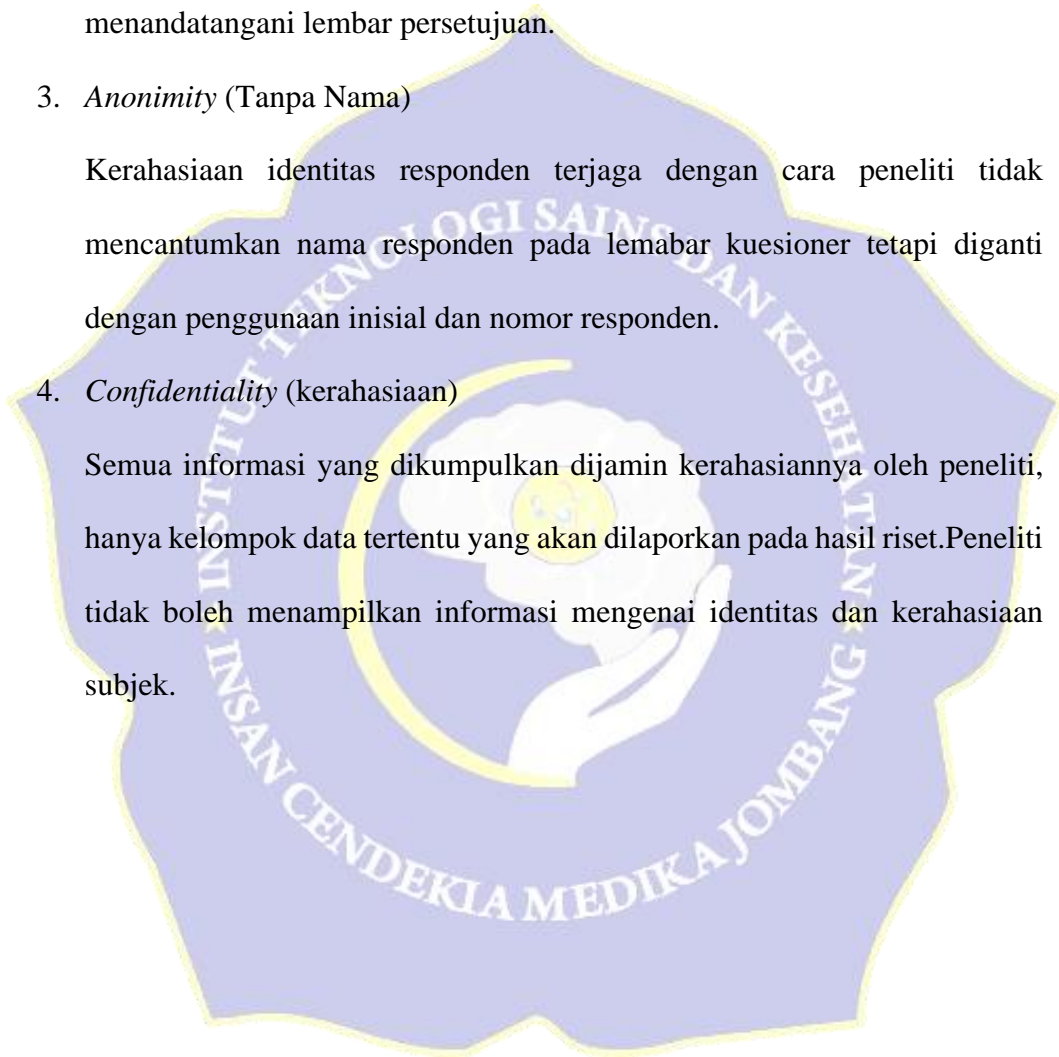 menandatangani lembar persetujuan.
3. Anonimity (Tanpa Nama)
Kerahasiaan identitas responden terjaga dengan cara peneliti tidak
mencantumkan nama responden pada lemabar kuesioner tetapi diganti
dengan penggunaan inisial dan nomor responden.
4. Confidentiality (kerahasiaan)
Semua informasi yang dikumpulkan dijamin kerahasiannya oleh peneliti,
hanya kelompok data tertentu yang akan dilaporkan pada hasil riset.Peneliti
tidak boleh menampilkan informasi mengenai identitas dan kerahasiaan
subjek.
INSTITUT TEKNOLOGI SAINS DAN KESEHATAN
INSAN CENDEKIA MEDIKA JOMBANG